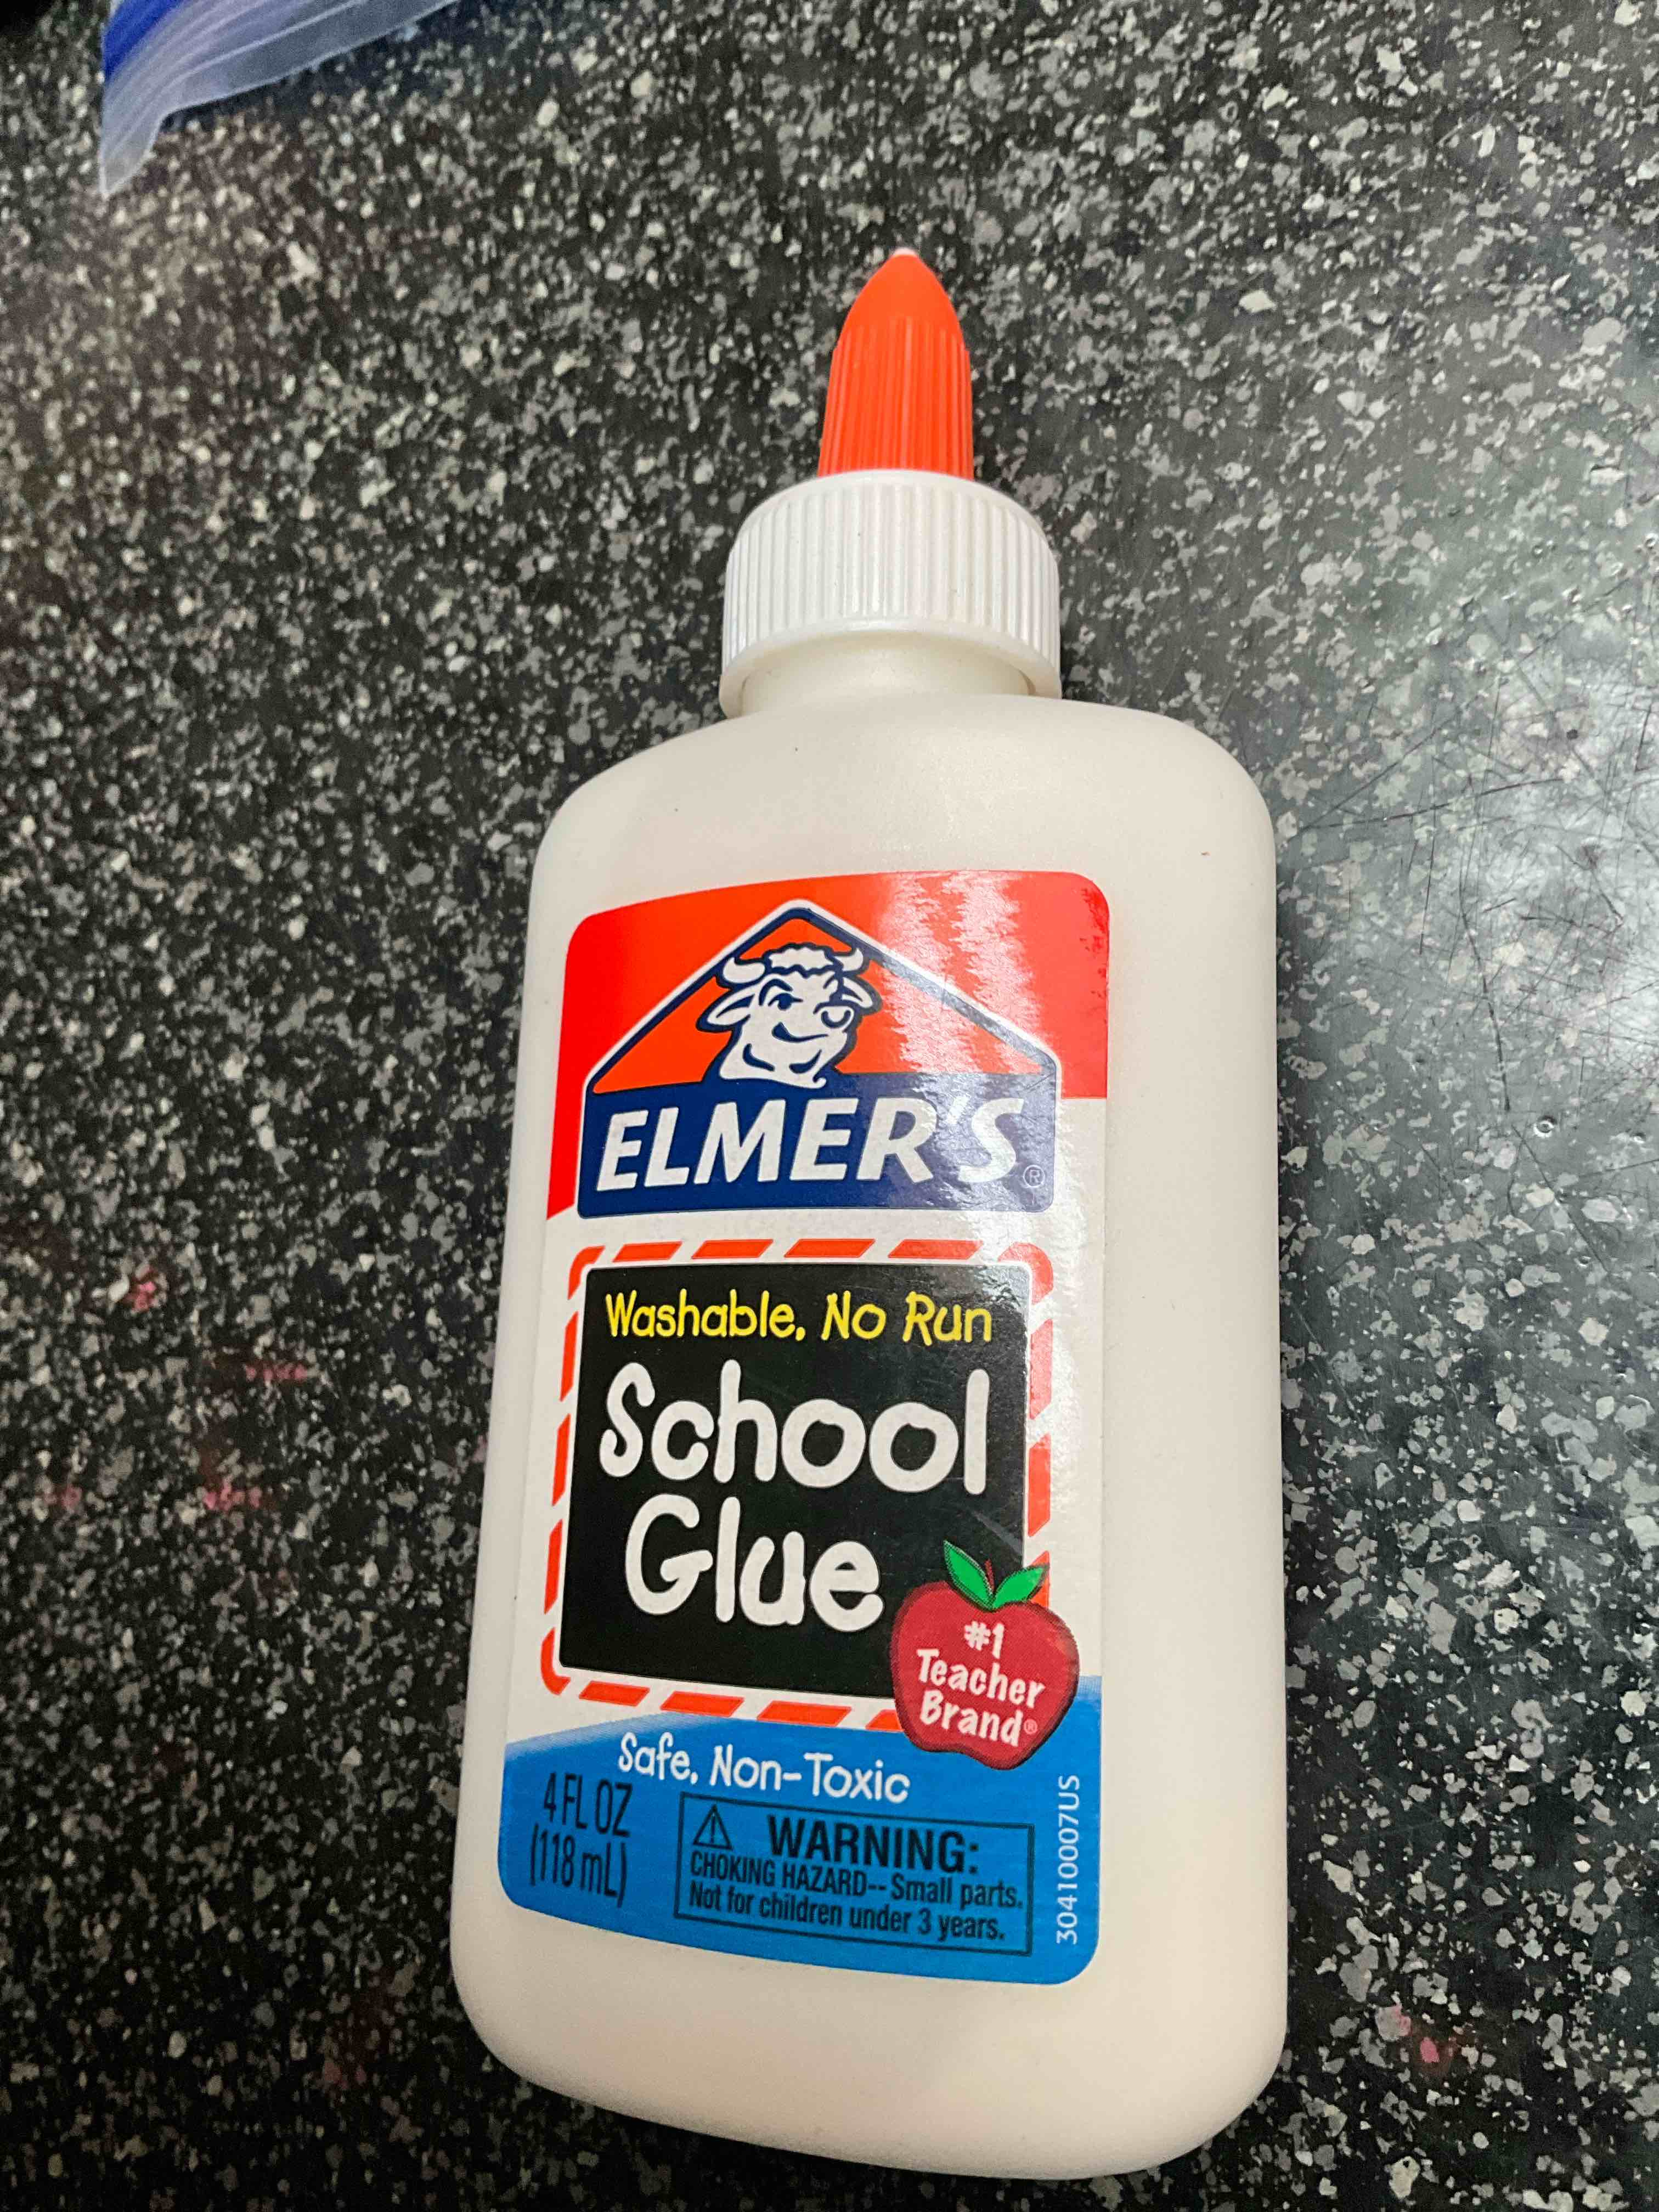 ELMER'S®
Washable, No Run
School
Glue
#1
Teacher
Brand®
Safe, Non-Toxic
4 FL OZ
(118 mL)
⚠ WARNING:
CHOKING HAZARD--Small parts.
Not for children under 3 years.
30410007US